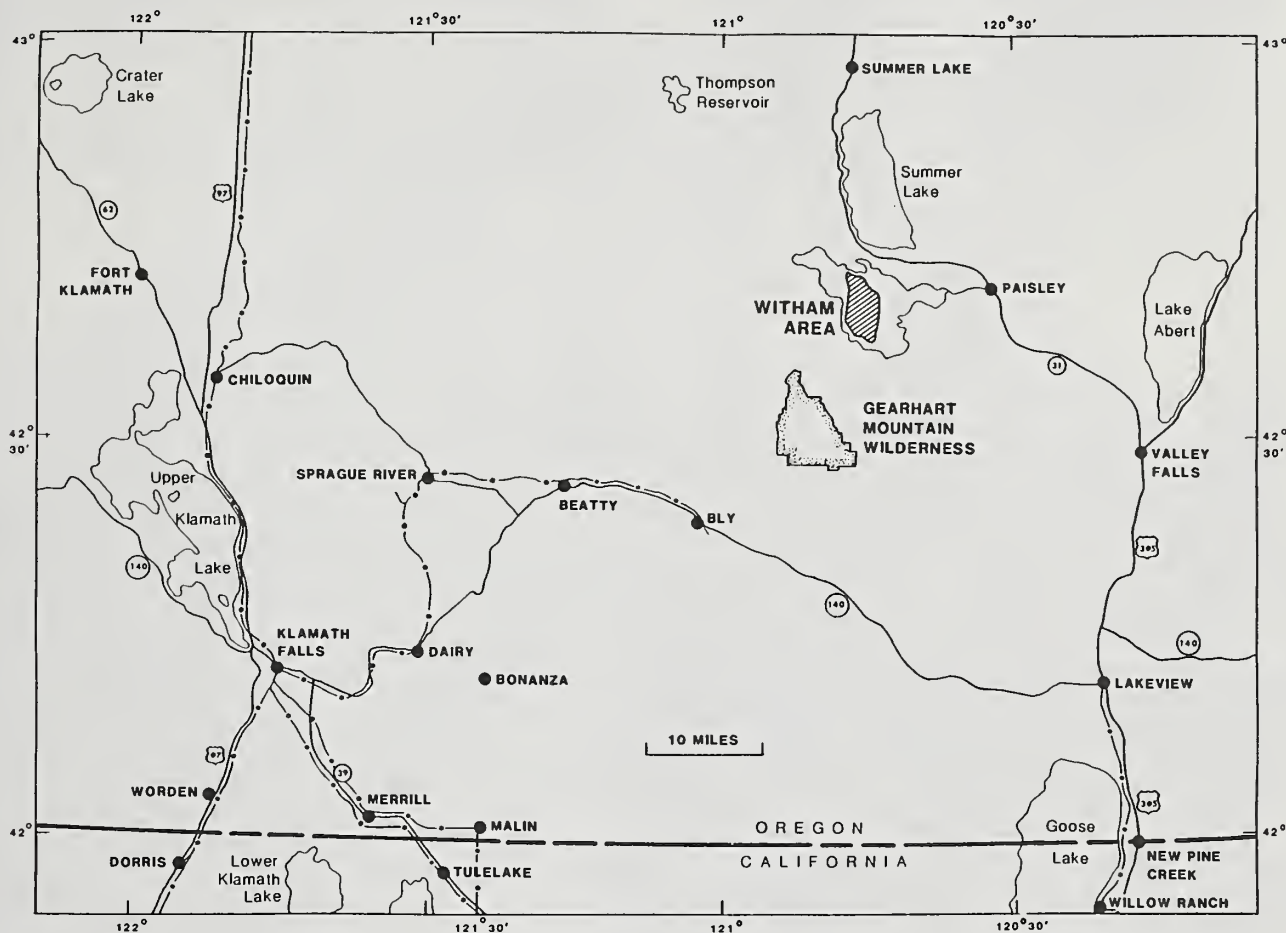 122°
121°30'
121°
120°30'
43°
43°
Crater
Lake
Thompson
Reservoir
SUMMER LAKE
97
Summer
Lake
62
FORT
KLAMATH
PAISLEY
WITHAM
AREA
Lake
Abert
31
CHILOQUIN
GEARHART
MOUNTAIN
WILDERNESS
42°
30'
42°
30'
VALLEY
FALLS
SPRAGUE RIVER
Upper
Klamath
Lake
BEATTY
BLY
395
140
140
KLAMATH
FALLS
DAIRY
140
BONANZA
LAKEVIEW
10 MILES
97
39
WORDEN
MERRILL
MALIN
395
42°
OREGON
CALIFORNIA
Goose
Lake
42°
DORRIS
Lower
Klamath
Lake
TULELAKE
NEW PINE
CREEK
WILLOW RANCH
122°
121°30'
121°
120°30'